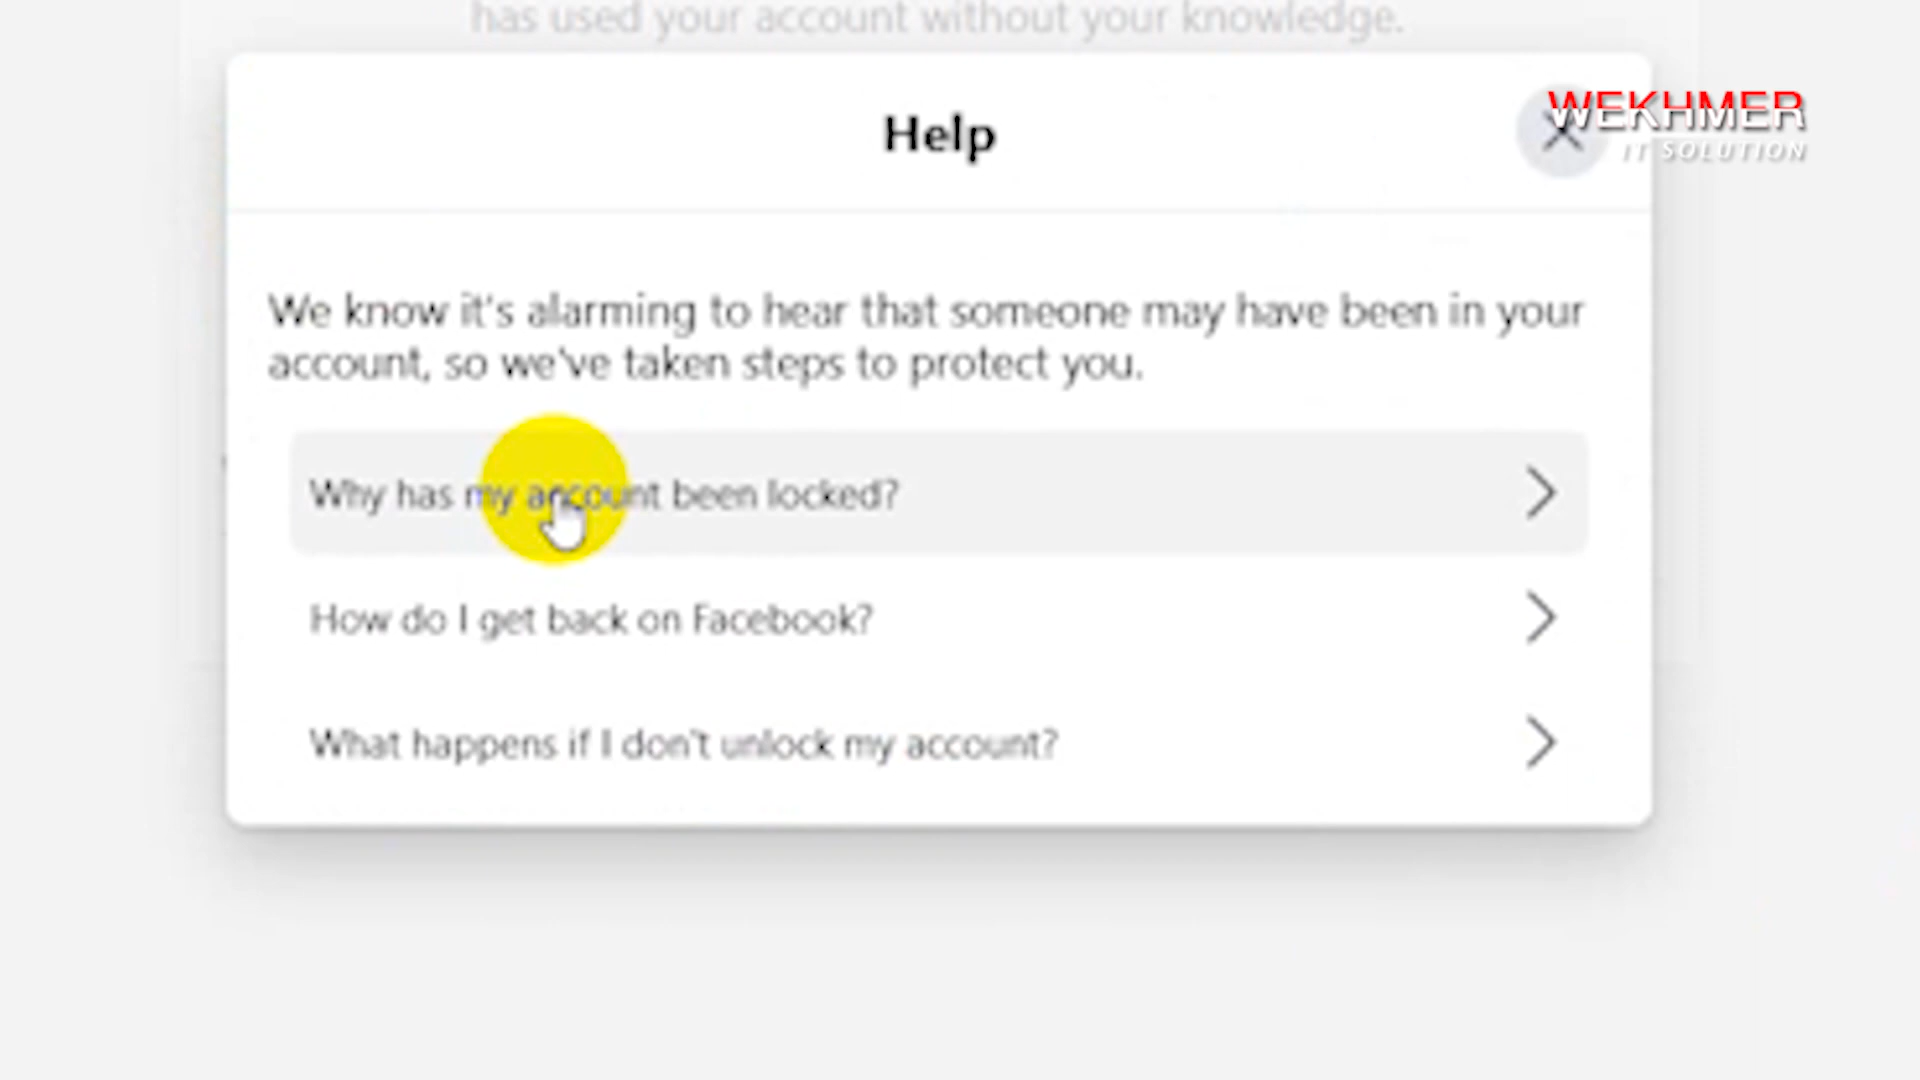 has used your account without your knowledge.
Help
WEKHMER
IT SOLUTION
We know it's alarming to hear that someone may have been in your
account, so we've taken steps to protect you.
Why has my account been locked?
How do I get back on Facebook?
What happens if I don't unlock my account?